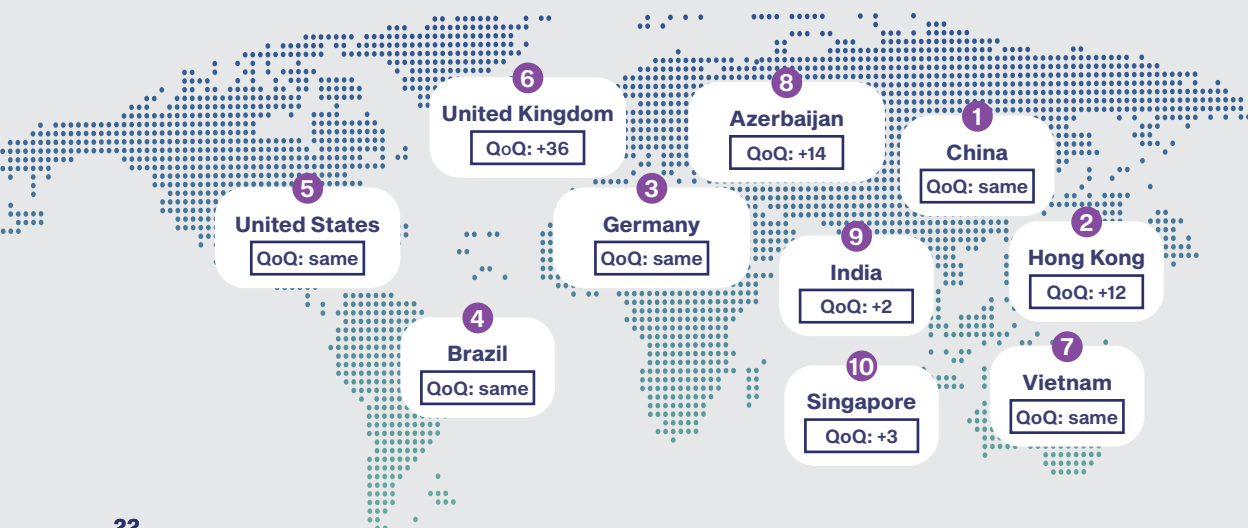 6
United Kingdom
QoQ: +36
8
Azerbaijan
QoQ: +14
1
China
QoQ: same
5
United States
QoQ: same
3
Germany
QoQ: same
2
Hong Kong
QoQ: +12
9
India
QoQ: +2
4
Brazil
QoQ: same
7
Vietnam
QoQ: same
10
Singapore
QoQ: +3
22